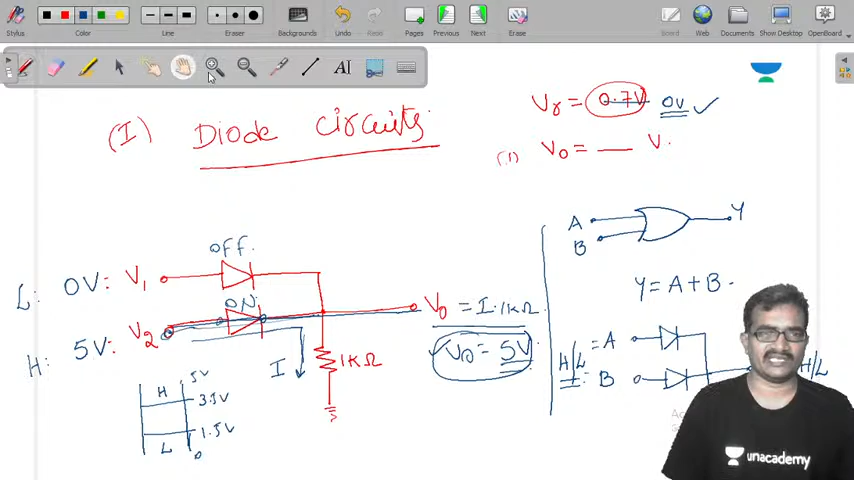 Stylus
Color
Line
Eraser
Backgrounds
Undo
Redo
Pages
Previous
Next
Erase
Board
Web
Documents
Show Desktop
OpenBoard
(I) Diode circuits
Vr = 0.7V 0V ✓
(1) V0 = __ V.
OFF.
L: 0V: V1
ON
H: 5V: V2
V0 = I.1KΩ
V0 = 5V
I
1KΩ
5V
H
3.5V
1.5V
L
0
A
B
Y
Y = A + B.
H/L = A
B
H/L
unacademy